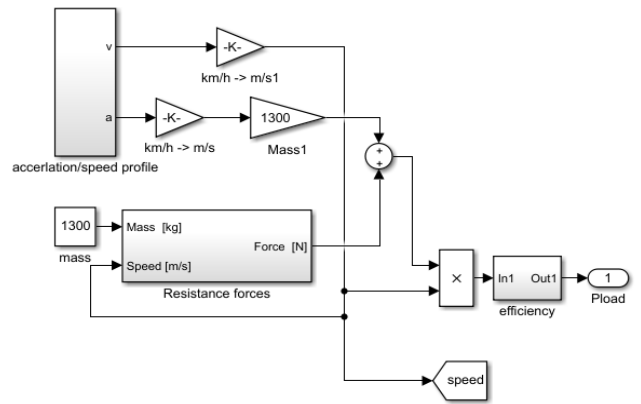 v
-K-
km/h -> m/s1
a
-K-
1300
km/h -> m/s
Mass1
accerlation/speed profile
+
+
1300
mass
Mass [kg]
Force [N]
Speed [m/s]
Resistance forces
×
In1
Out1
efficiency
1
Pload
speed